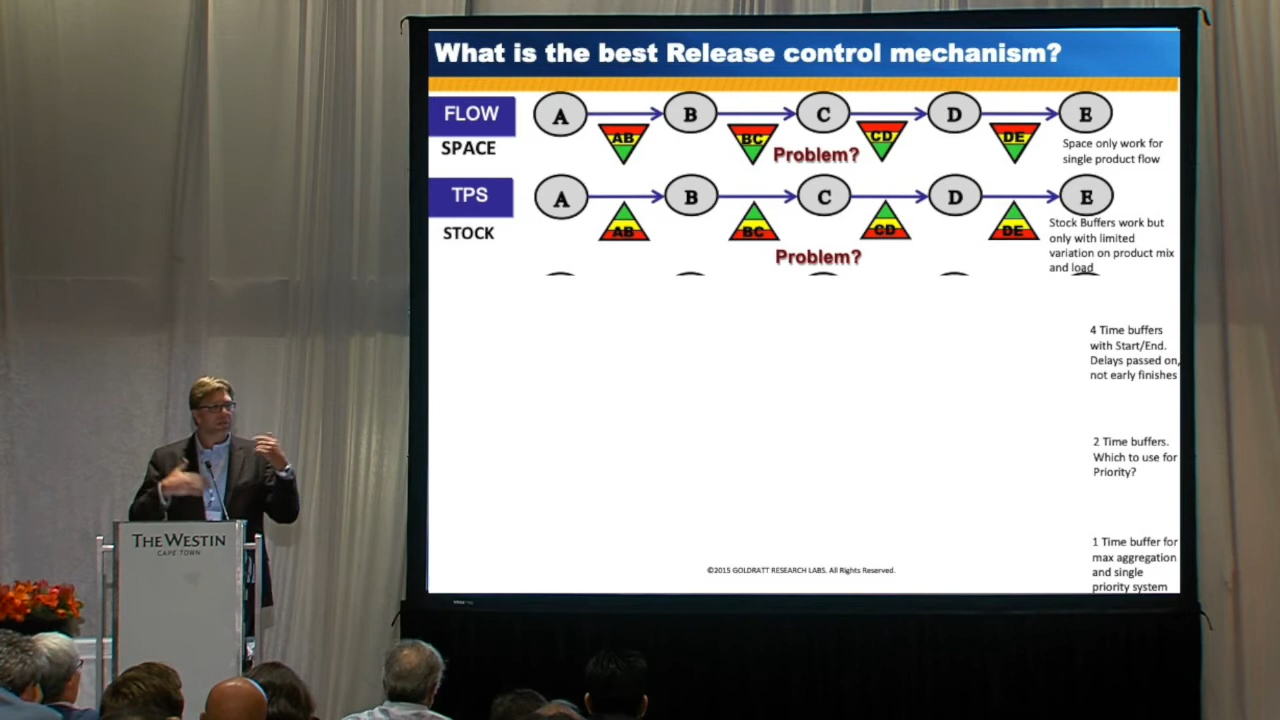 What is the best Release control mechanism?
FLOW
SPACE
A B C D E
AB BC CD DE
Problem?
Space only work for
single product flow
TPS
STOCK
A B C D E
AB BC CD DE
Problem?
Stock Buffers work but
only with limited
variation on product mix
and load
4 Time buffers
with Start/End.
Delays passed on,
not early finishes
2 Time buffers.
Which to use for
Priority?
1 Time buffer for
max aggregation
and single
priority system
©2015 GOLDRATT RESEARCH LABS. All Rights Reserved.
THE WESTIN
CAPE TOWN